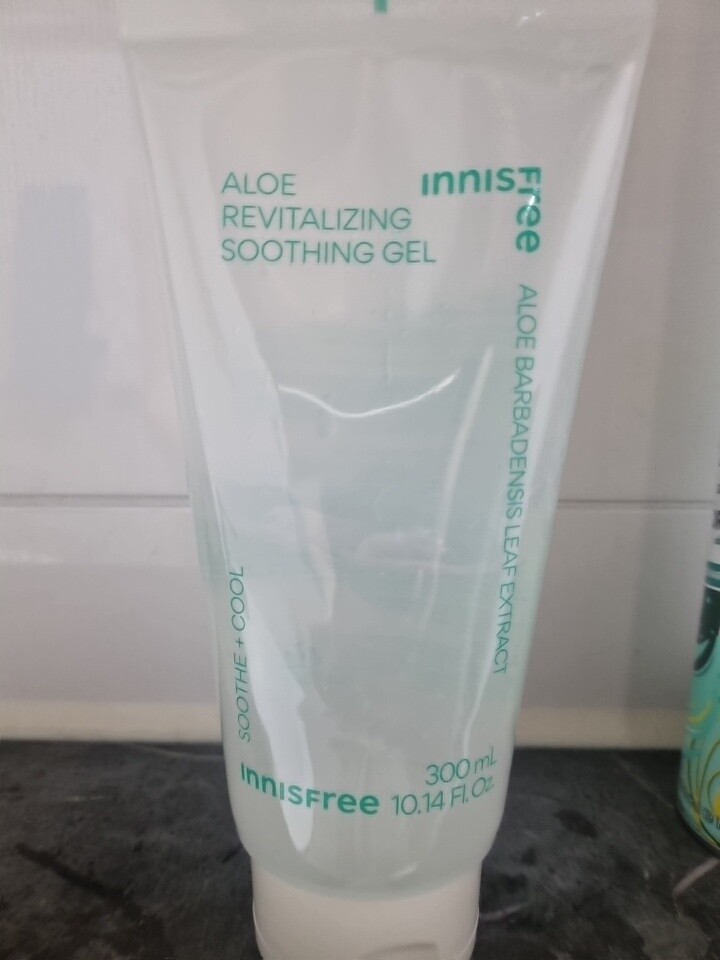 ALOE
REVITALIZING
SOOTHING GEL
INNISFree
ALOE BARBADENSIS LEAF EXTRACT
SOOTHE + COOL
INNISFree
300 mL
10.14 Fl. Oz.